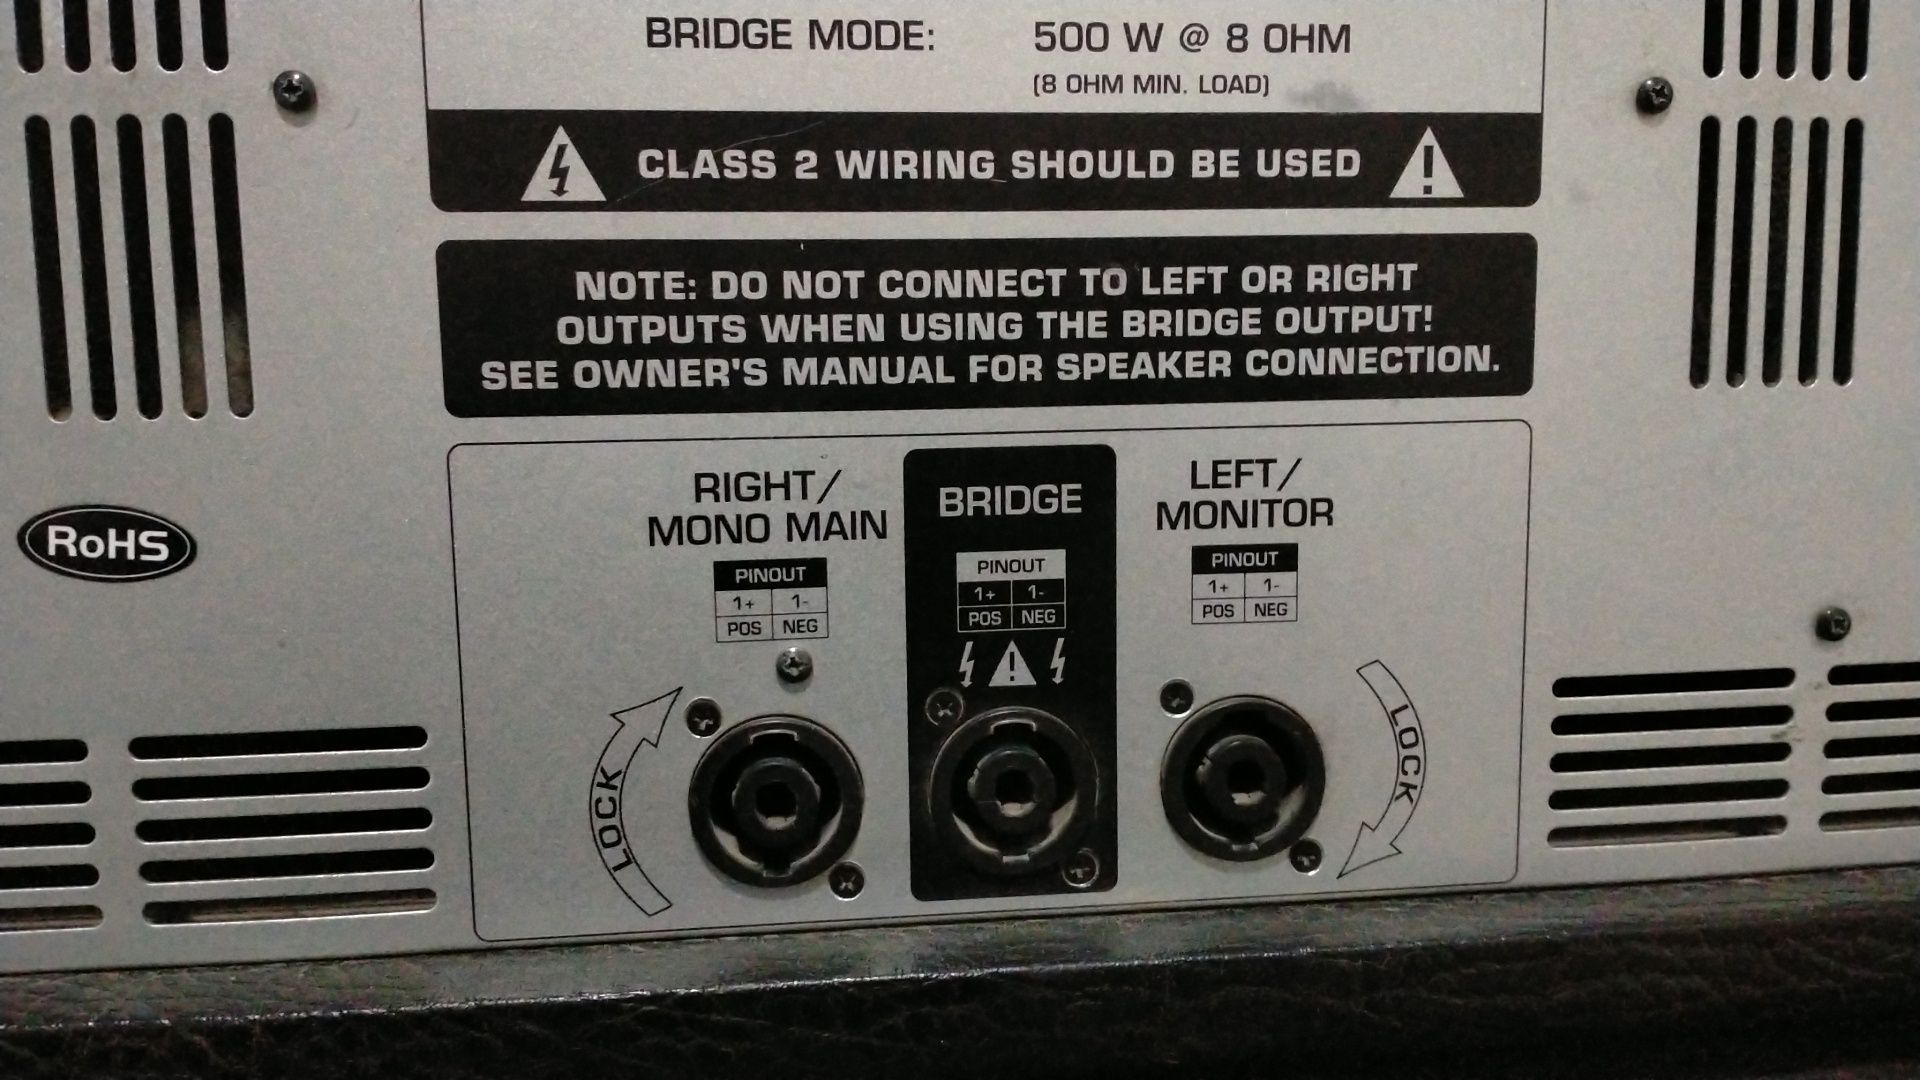 BRIDGE MODE: 500 W @ 8 OHM
(8 OHM MIN. LOAD)
CLASS 2 WIRING SHOULD BE USED
NOTE: DO NOT CONNECT TO LEFT OR RIGHT
OUTPUTS WHEN USING THE BRIDGE OUTPUT!
SEE OWNER'S MANUAL FOR SPEAKER CONNECTION.
RoHS
RIGHT/
MONO MAIN
PINOUT
1+ 1-
POS NEG
LOCK
BRIDGE
PINOUT
1+ 1-
POS NEG
LEFT/
MONITOR
PINOUT
1+ 1-
POS NEG
LOCK